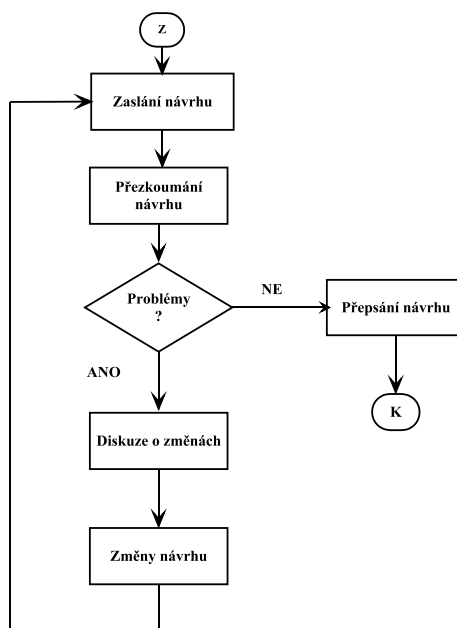 Z
Zaslání návrhu
Přezkoumání
návrhu
Problémy
?
NE
Přepsání návrhu
ANO
K
Diskuze o změnách
Změny návrhu